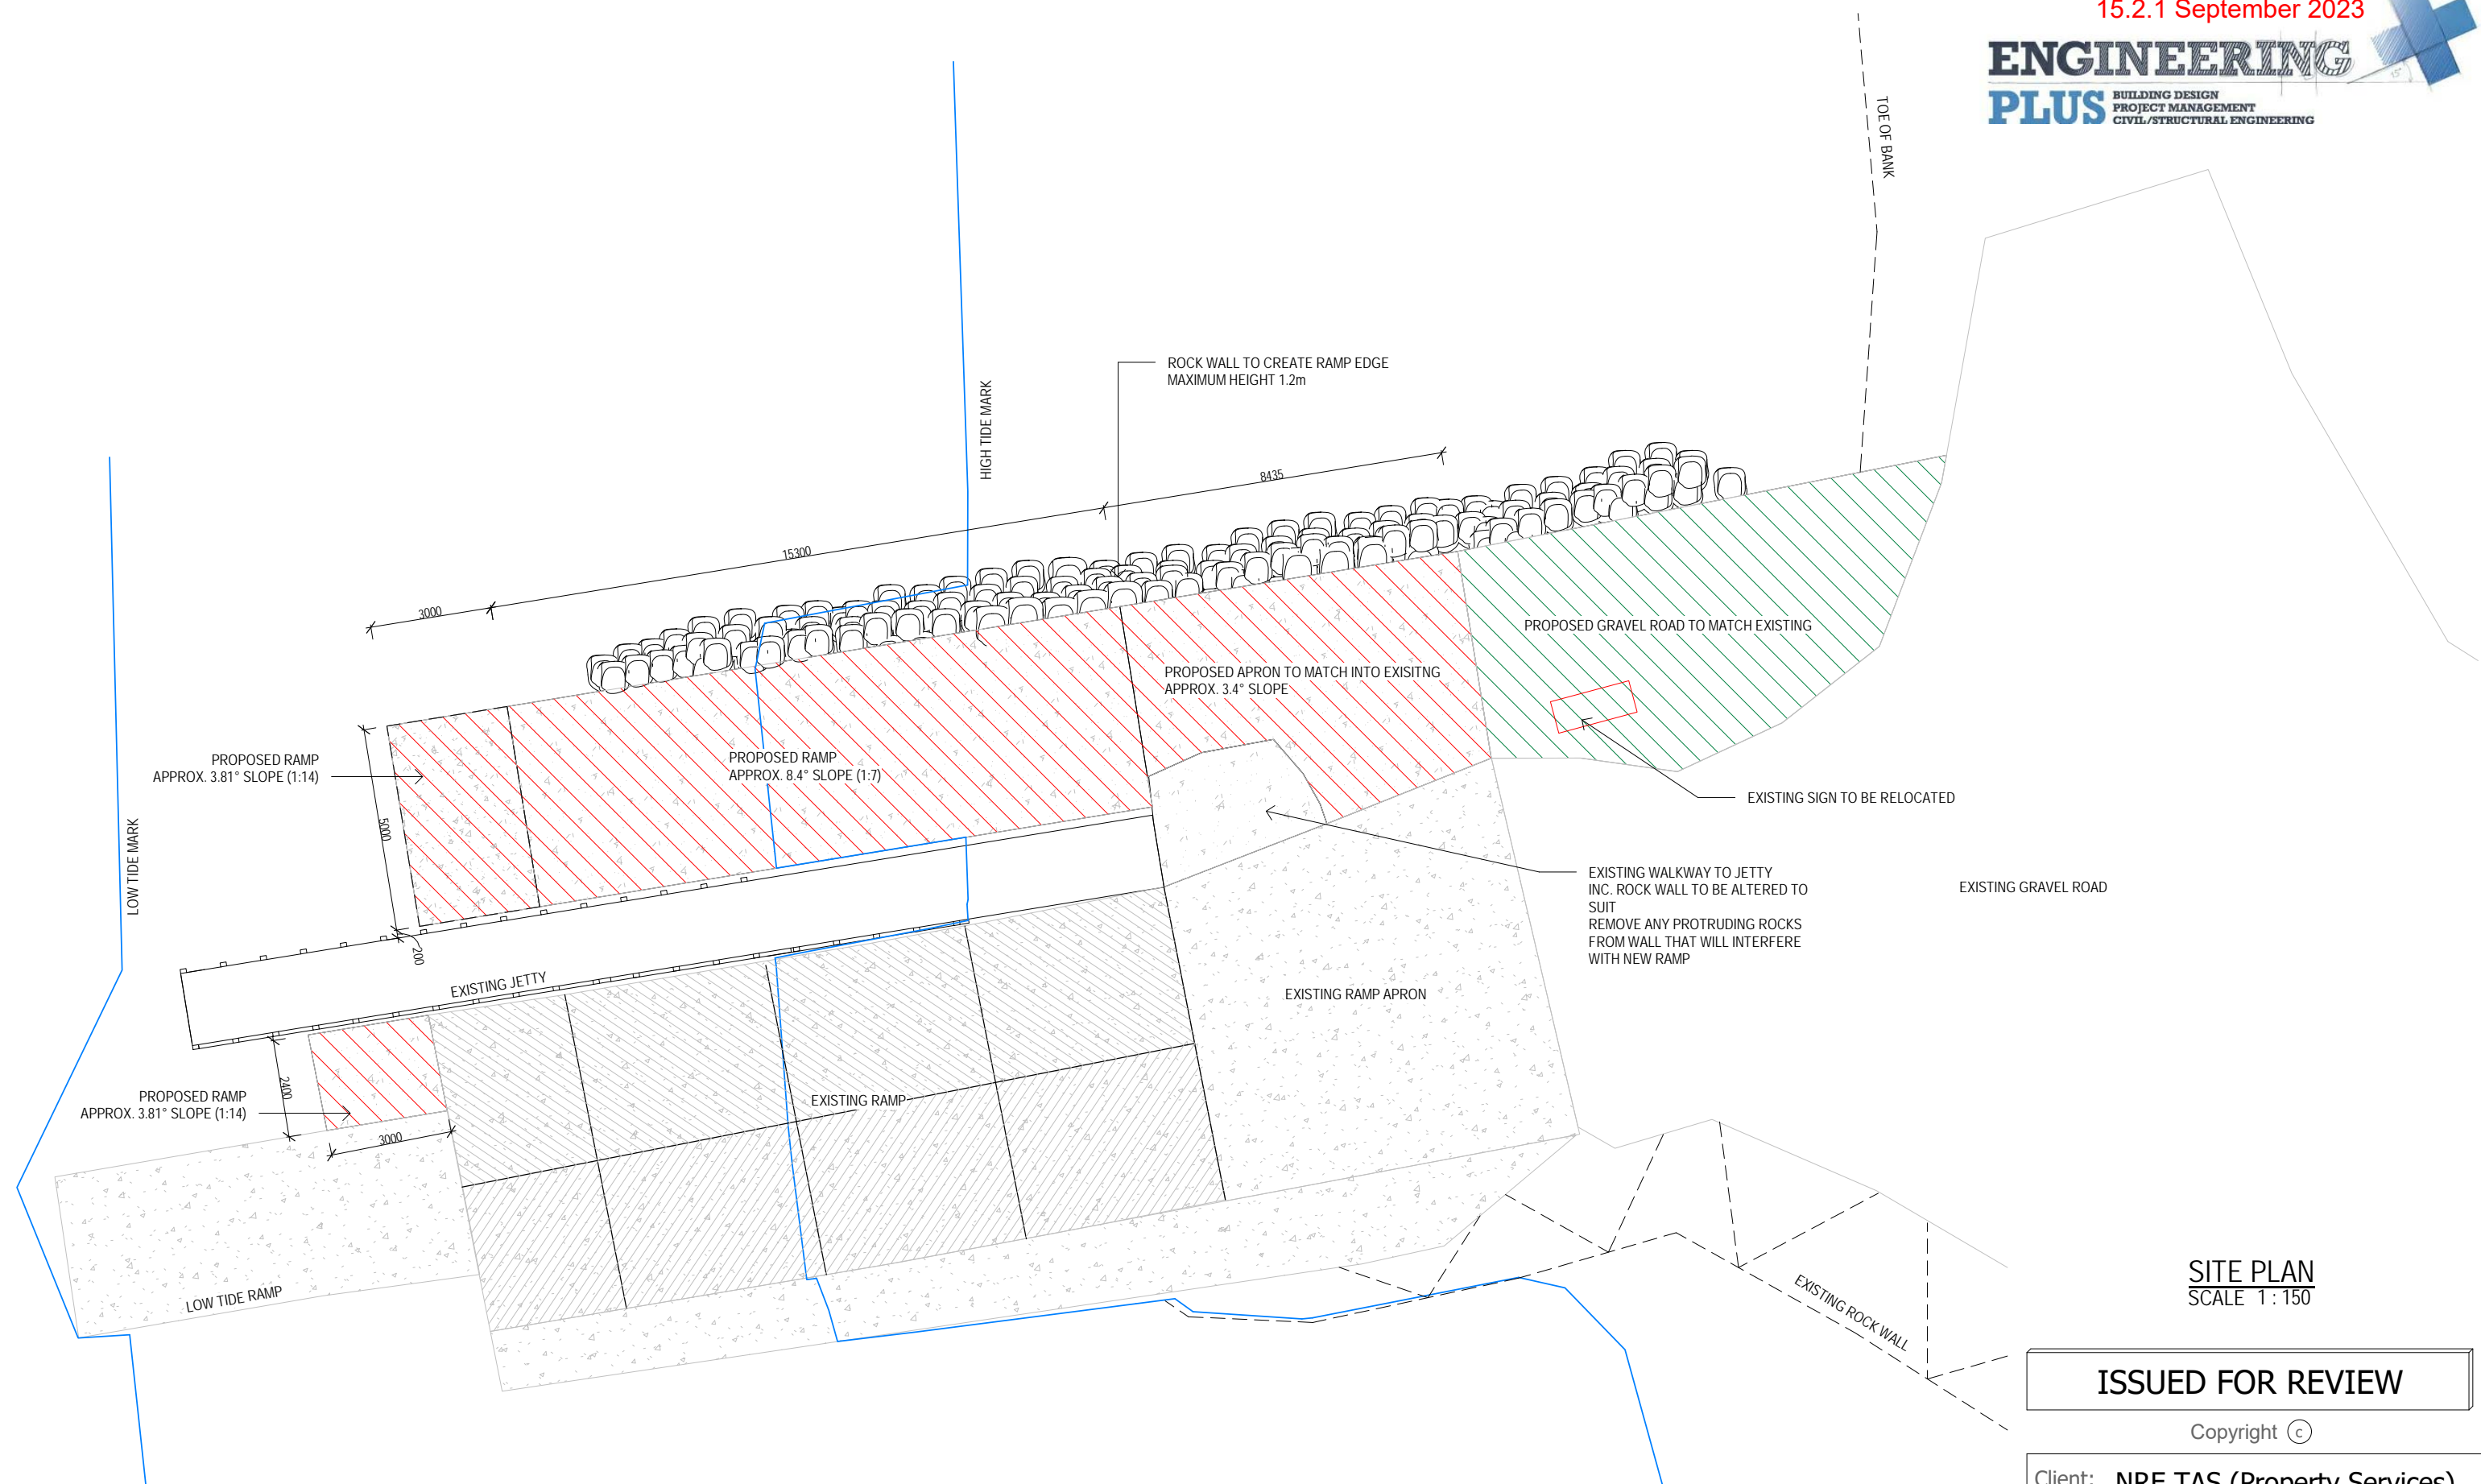 15.2.1 September 2023
ENGINEERING
PLUS
BUILDING DESIGN
PROJECT MANAGEMENT
CIVIL/STRUCTURAL ENGINEERING
15°
TOE OF BANK
ROCK WALL TO CREATE RAMP EDGE
MAXIMUM HEIGHT 1.2m
HIGH TIDE MARK
8435
15300
3000
PROPOSED GRAVEL ROAD TO MATCH EXISTING
PROPOSED APRON TO MATCH INTO EXISITNG
APPROX. 3.4° SLOPE
PROPOSED RAMP
APPROX. 3.81° SLOPE (1:14)
PROPOSED RAMP
APPROX. 8.4° SLOPE (1:7)
EXISTING SIGN TO BE RELOCATED
5000
LOW TIDE MARK
EXISTING WALKWAY TO JETTY
INC. ROCK WALL TO BE ALTERED TO
SUIT
REMOVE ANY PROTRUDING ROCKS
FROM WALL THAT WILL INTERFERE
WITH NEW RAMP
EXISTING GRAVEL ROAD
200
EXISTING JETTY
EXISTING RAMP APRON
2400
PROPOSED RAMP
APPROX. 3.81° SLOPE (1:14)
EXISTING RAMP
3000
LOW TIDE RAMP
EXISTING ROCK WALL
SITE PLAN
SCALE 1 : 150
ISSUED FOR REVIEW
Copyright c
Client: NRE TAS (Property Services)